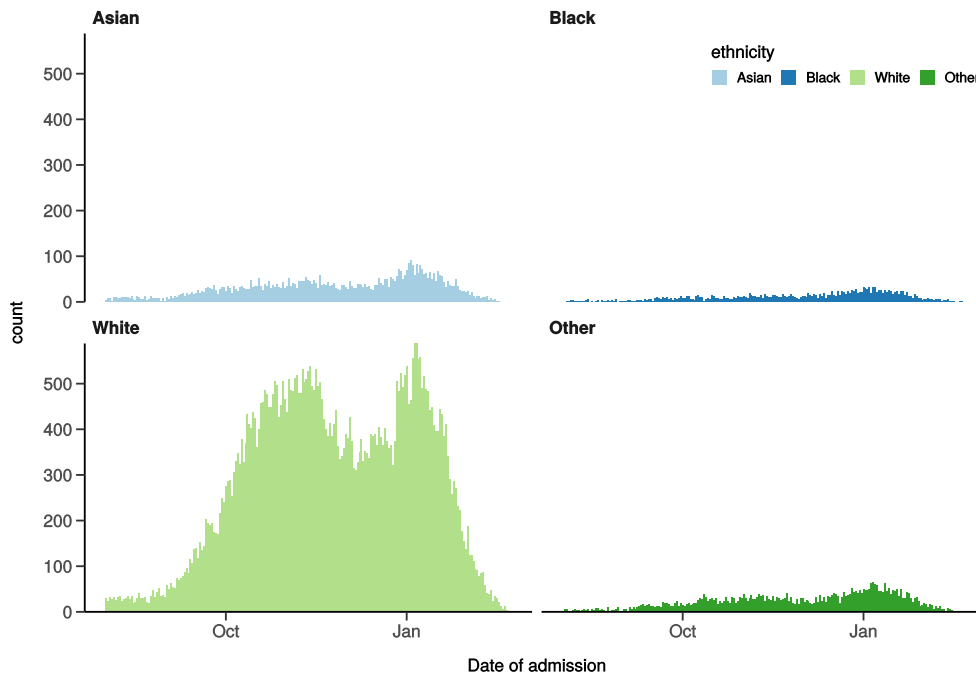 Asian
Black
ethnicity
Asian Black White Other
500
400
300
200
100
0
count
White
Other
500
400
300
200
100
0
Oct Jan
Oct Jan
Date of admission